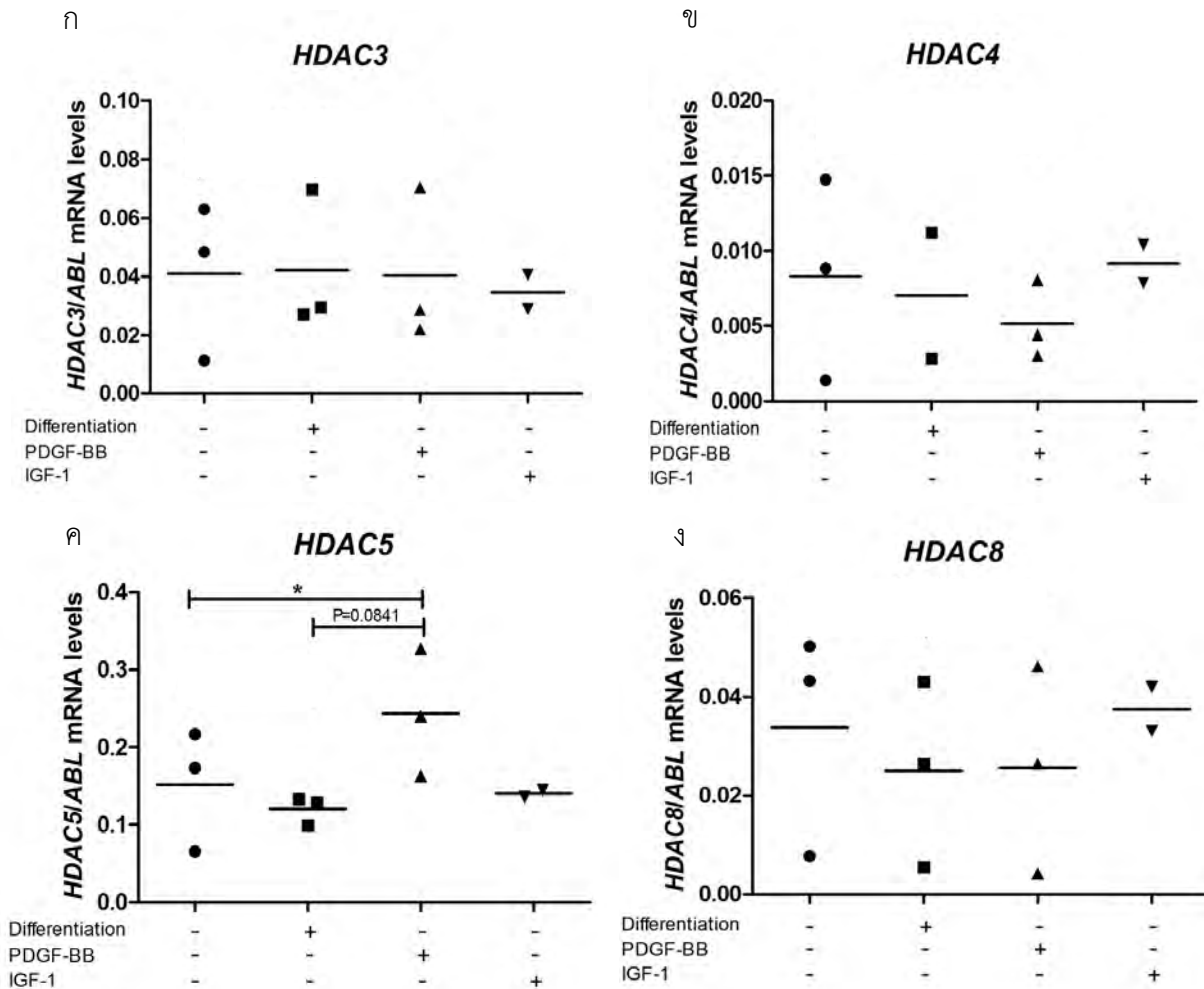 ก
HDAC3
HDAC3/ABL mRNA levels
0.10
0.08
0.06
0.04
0.02
0.00
Differentiation - + - -
PDGF-BB - - + -
IGF-1 - - - +
ข
HDAC4
HDAC4/ABL mRNA levels
0.020
0.015
0.010
0.005
0.000
Differentiation - + - -
PDGF-BB - - + -
IGF-1 - - - +
ค
HDAC5
HDAC5/ABL mRNA levels
0.4
0.3
0.2
0.1
0.0
*
P=0.0841
Differentiation - + - -
PDGF-BB - - + -
IGF-1 - - - +
ง
HDAC8
HDAC8/ABL mRNA levels
0.06
0.04
0.02
0.00
Differentiation - + - -
PDGF-BB - - + -
IGF-1 - - - +